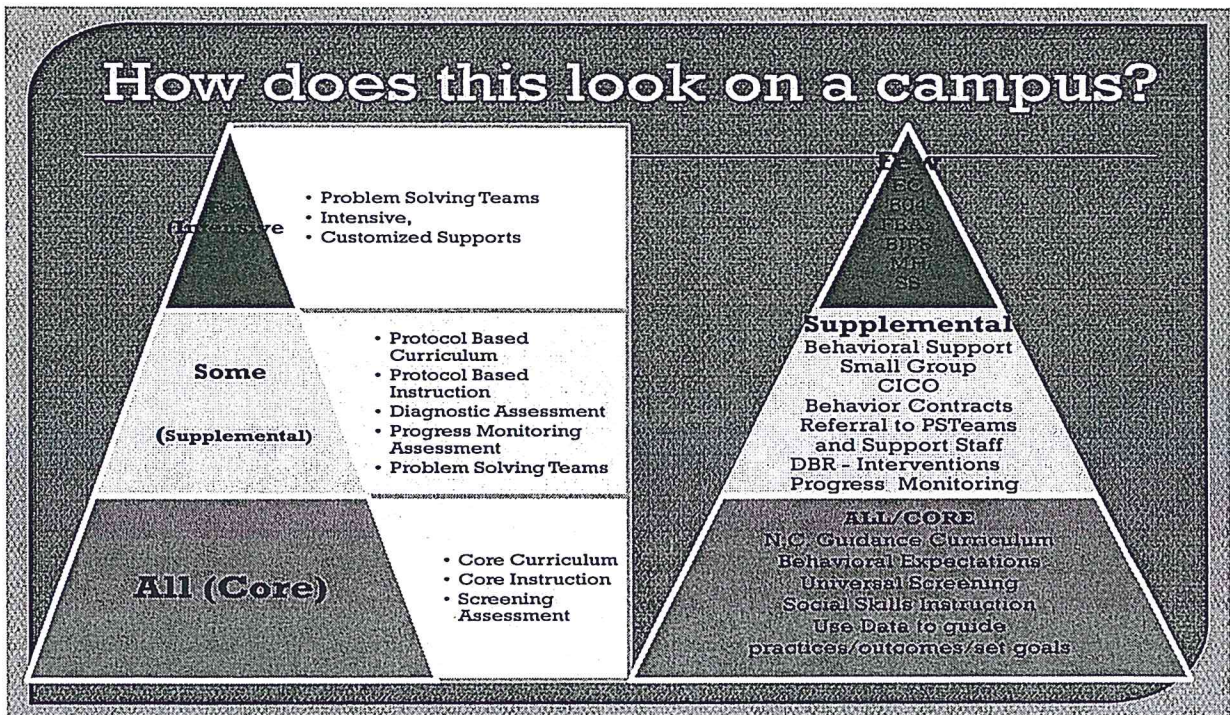 How does this look on a campus?
(Intensive
• Problem Solving Teams
• Intensive,
• Customized Supports
Some
(Supplemental)
• Protocol Based
Curriculum
• Protocol Based
Instruction
• Diagnostic Assessment
• Progress Monitoring
Assessment
• Problem Solving Teams
All (Core)
• Core Curriculum
• Core Instruction
• Screening
Assessment
Few
EC
504
MH
SS
Supplemental
Behavioral Support
Small Group
CICO
Behavior Contracts
Referral to PSTeams
and Support Staff
DBR - Interventions
Progress Monitoring
ALL/CORE
N.C. Guidance Curriculum
Behavioral Expectations
Universal Screening
Social Skills Instruction
Use Data to guide
practices/outcomes/set goals